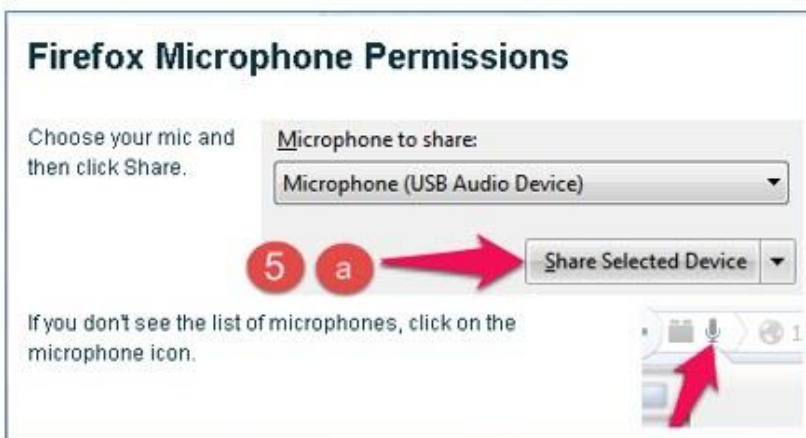 Firefox Microphone Permissions
Choose your mic and
then click Share.
Microphone to share:
Microphone (USB Audio Device)
5 a
Share Selected Device
If you don't see the list of microphones, click on the
microphone icon.
1